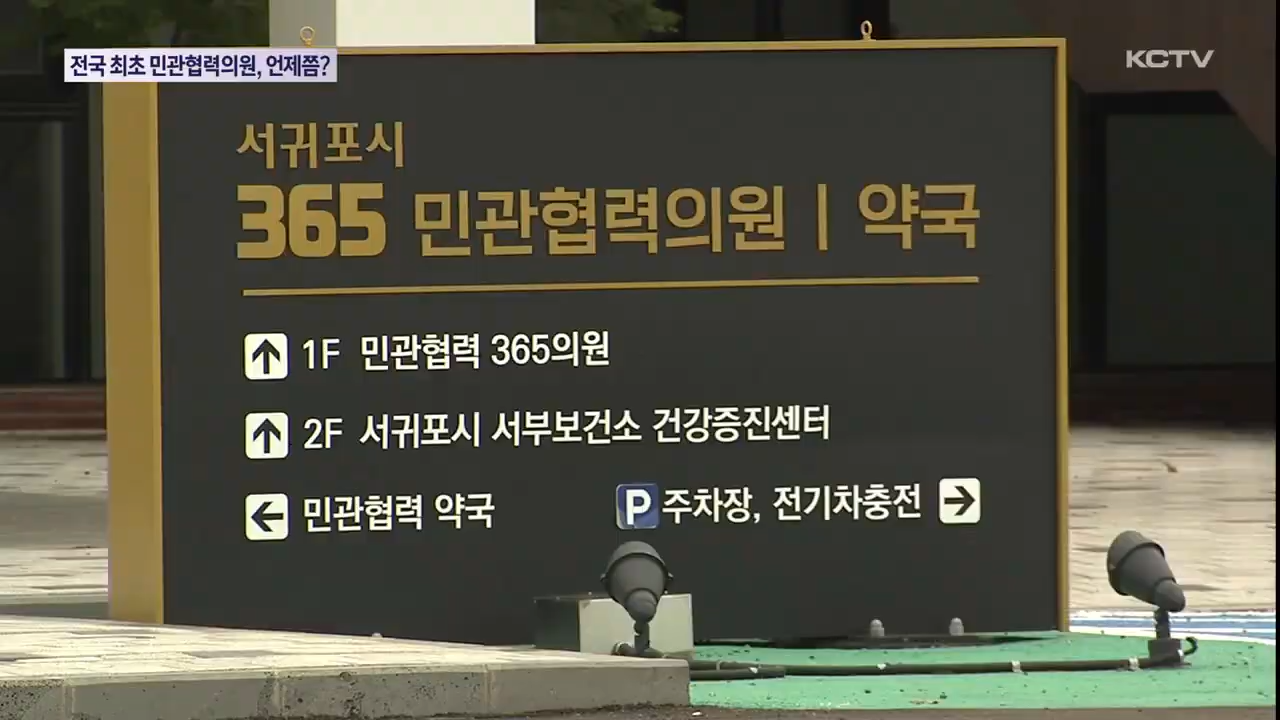 전국 최초 민관협력의원, 언제쯤?
KCTV
서귀포시
365 민관협력의원 | 약국
1F 민관협력 365의원
2F 서귀포시 서부보건소 건강증진센터
민관협력 약국
P 주차장, 전기차충전